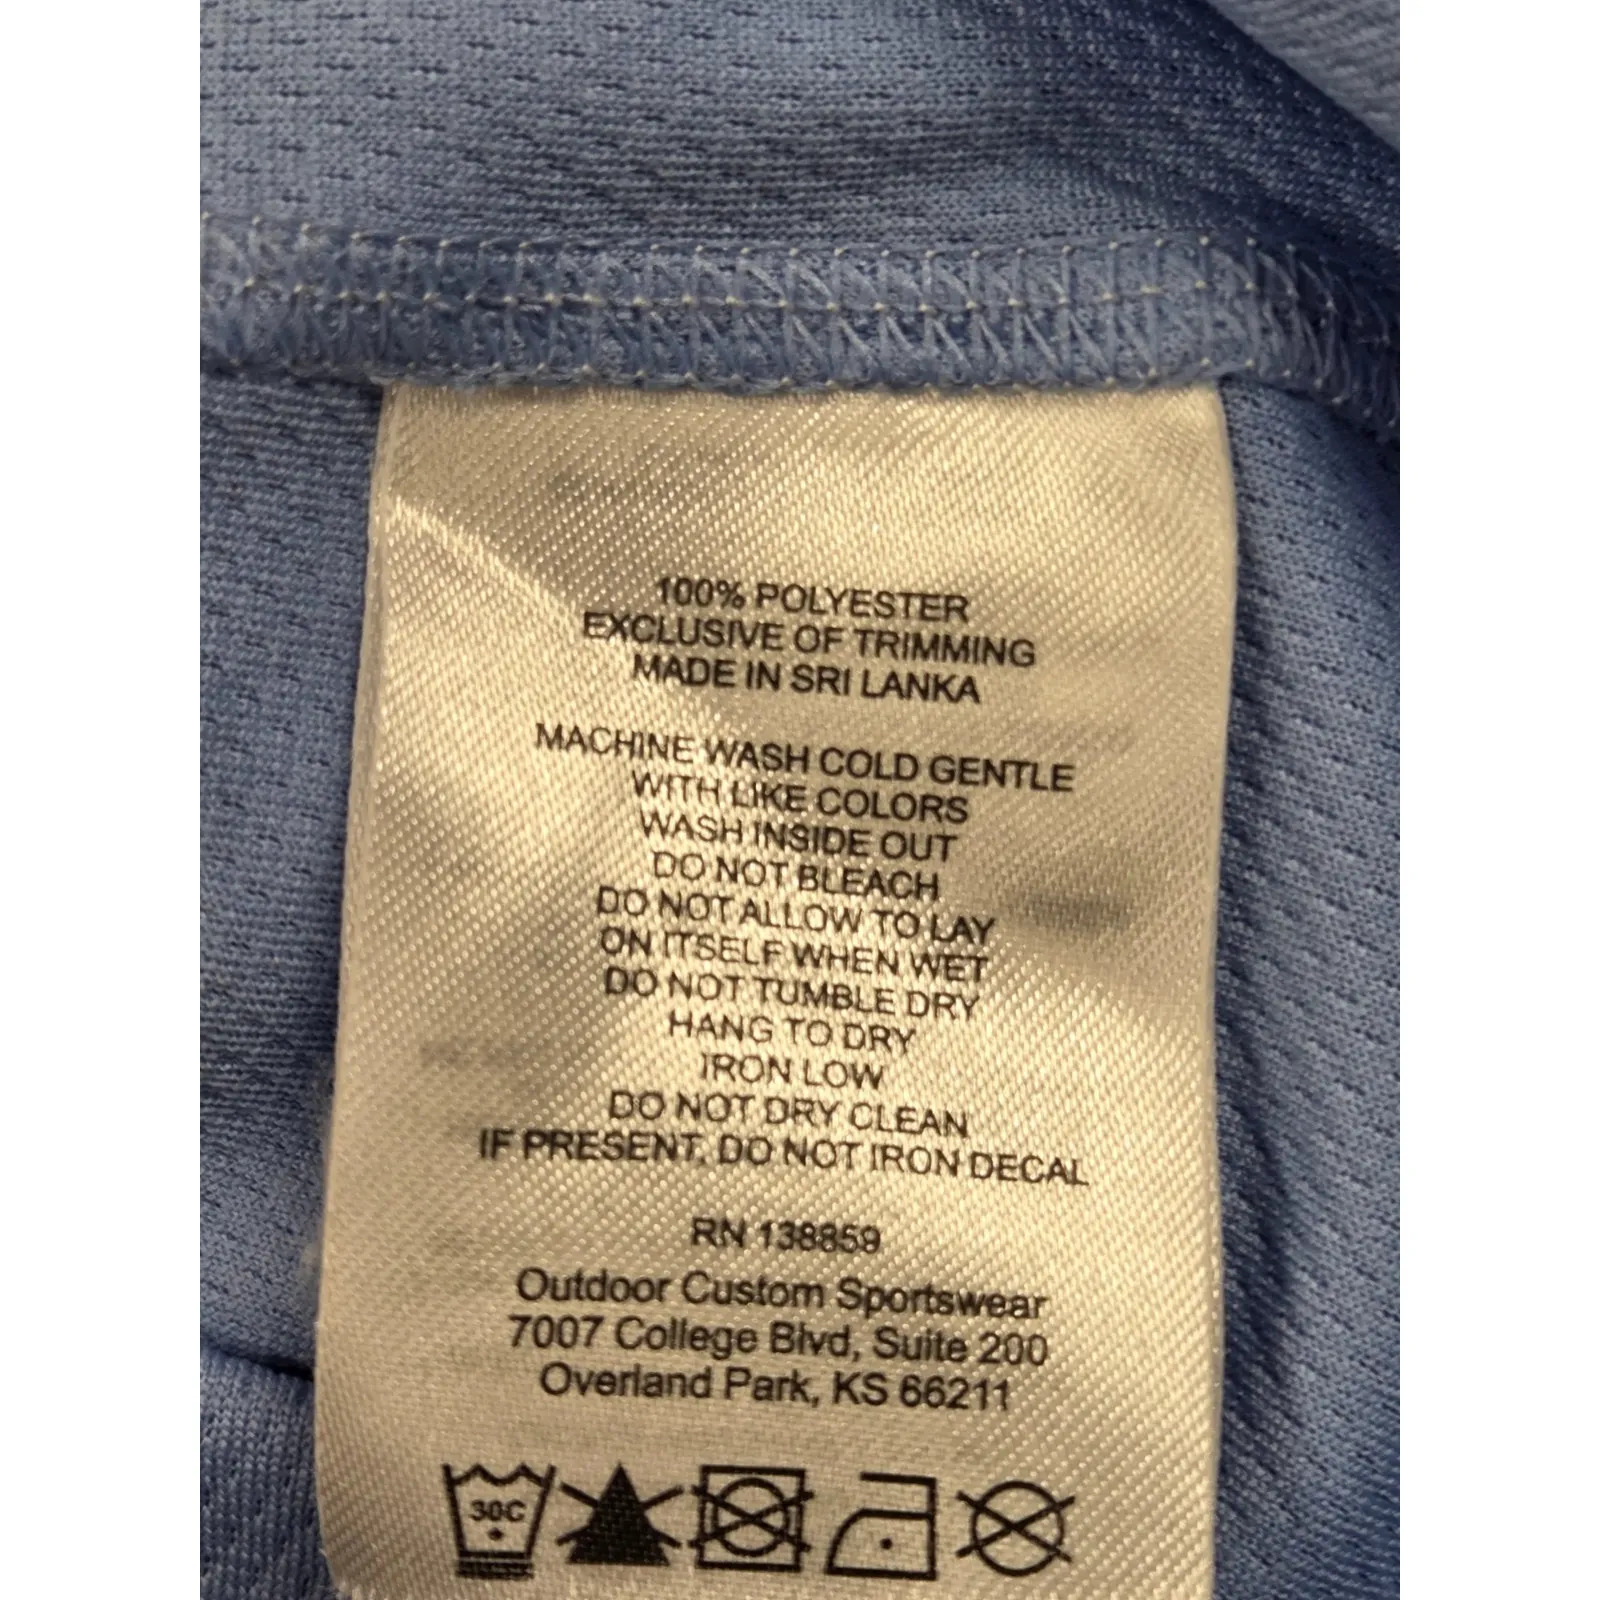 100% POLYESTER
EXCLUSIVE OF TRIMMING
MADE IN SRI LANKA
MACHINE WASH COLD GENTLE
WITH LIKE COLORS
WASH INSIDE OUT
DO NOT BLEACH
DO NOT ALLOW TO LAY
ON ITSELF WHEN WET
DO NOT TUMBLE DRY
HANG TO DRY
IRON LOW
DO NOT DRY CLEAN
IF PRESENT, DO NOT IRON DECAL
RN 138859
Outdoor Custom Sportswear
7007 College Blvd, Suite 200
Overland Park, KS 66211
30C